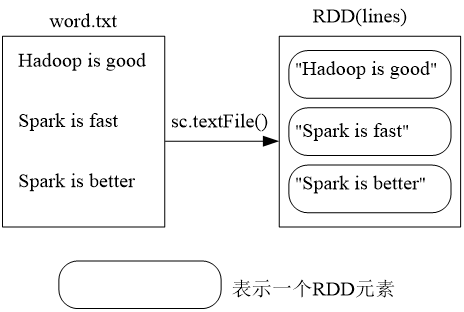 word.txt
Hadoop is good
Spark is fast
Spark is better
sc.textFile()
RDD(lines)
"Hadoop is good"
"Spark is fast"
"Spark is better"
表示一个RDD元素